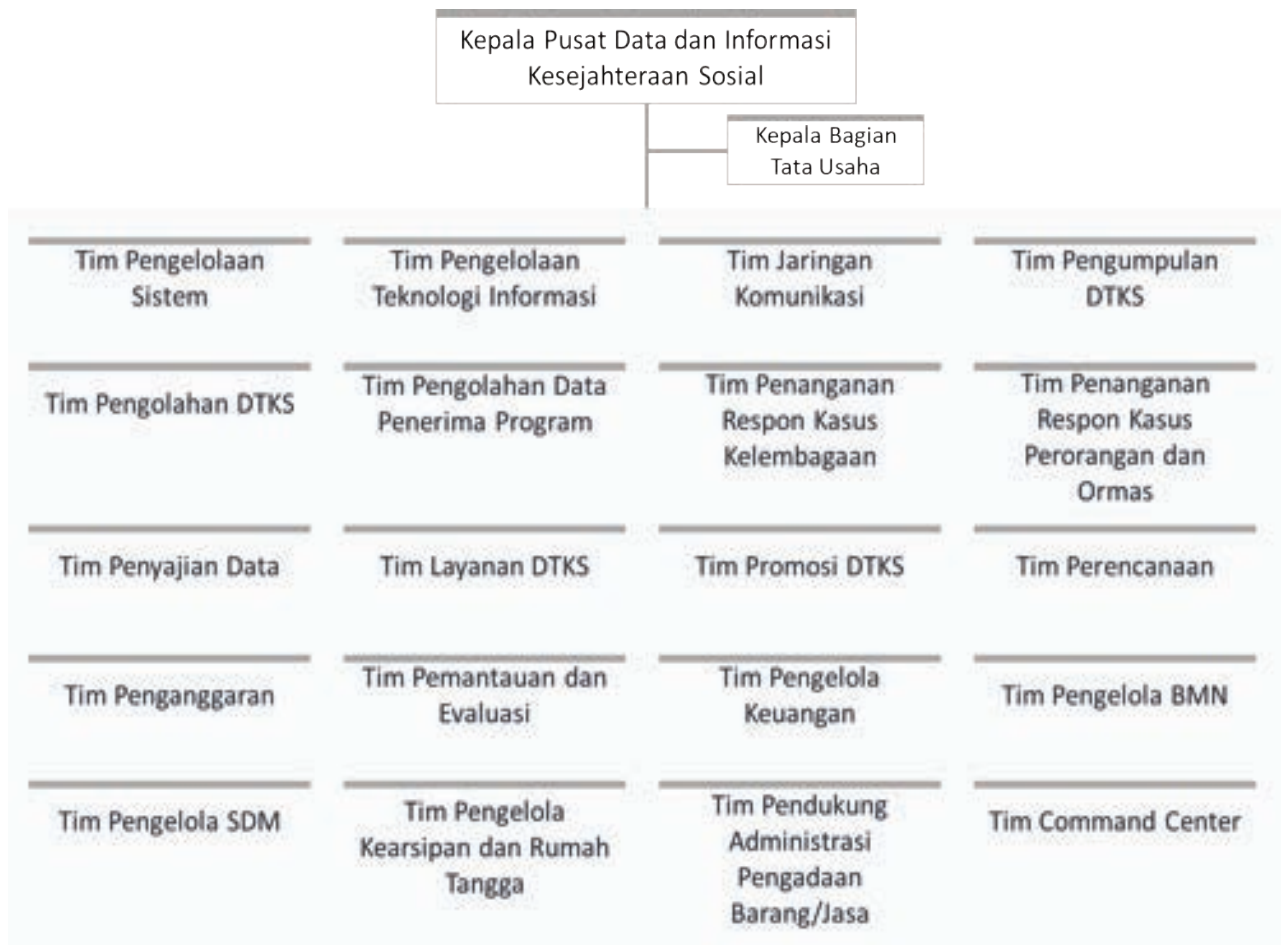 Kepala Pusat Data dan Informasi
Kesejahteraan Sosial
Kepala Bagian
Tata Usaha
Tim Pengelolaan
Sistem
Tim Pengelolaan
Teknologi Informasi
Tim Jaringan
Komunikasi
Tim Pengumpulan
DTKS
Tim Pengolahan DTKS
Tim Pengolahan Data
Penerima Program
Tim Penanganan
Respon Kasus
Kelembagaan
Tim Penanganan
Respon Kasus
Perorangan dan
Ormas
Tim Penyajian Data
Tim Layanan DTKS
Tim Promosi DTKS
Tim Perencanaan
Tim Penganggaran
Tim Pemantauan dan
Evaluasi
Tim Pengelola
Keuangan
Tim Pengelola BMN
Tim Pengelola SDM
Tim Pengelola
Kearsipan dan Rumah
Tangga
Tim Pendukung
Administrasi
Pengadaan
Barang/Jasa
Tim Command Center